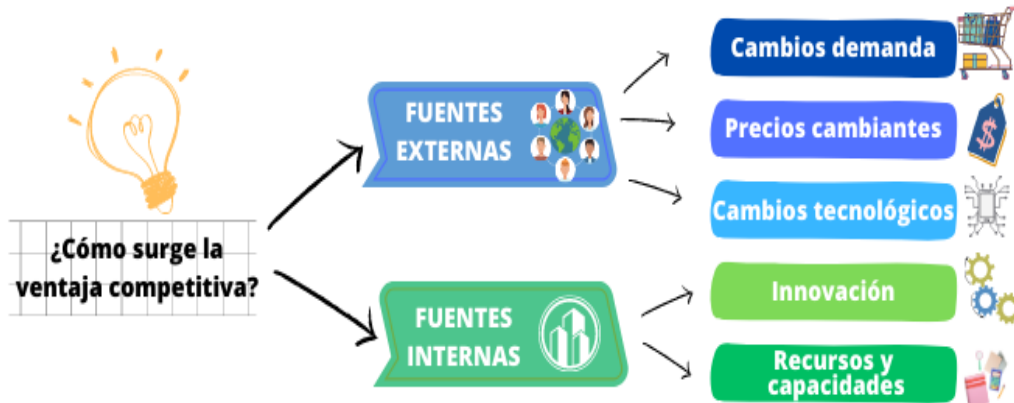 ¿Cómo surge la
ventaja competitiva?
FUENTES
EXTERNAS
Cambios demanda
Precios cambiantes
$
Cambios tecnológicos
FUENTES
INTERNAS
Innovación
Recursos y
capacidades